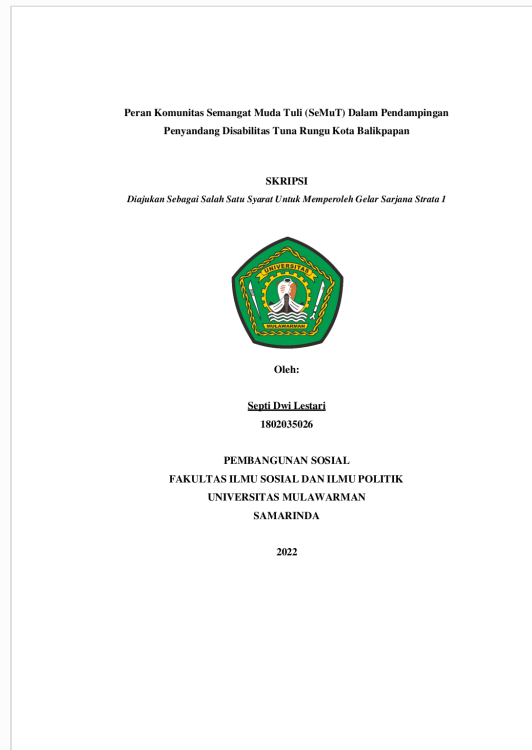 Peran Komunitas Semangat Muda Tuli (SeMuT) Dalam Pendampingan
Penyandang Disabilitas Tuna Rungu Kota Balikpapan
SKRIPSI
Diajukan Sebagai Salah Satu Syarat Untuk Memperoleh Gelar Sarjana Strata I
UNIVERSITAS
MULAWARMAN
Oleh:
Septi Dwi Lestari
1802035026
PEMBANGUNAN SOSIAL
FAKULTAS ILMU SOSIAL DAN ILMU POLITIK
UNIVERSITAS MULAWARMAN
SAMARINDA
2022